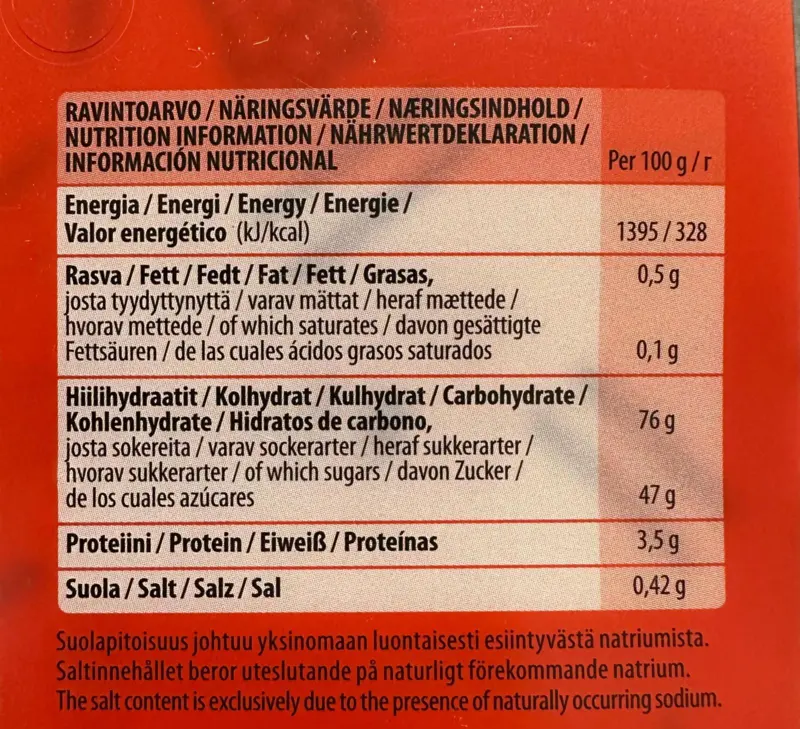 RAVINTOARVO / NÄRINGSVÄRDE / NÆRINGSINDHOLD /
NUTRITION INFORMATION / NÄHRWERTDEKLARATION /
INFORMACIÓN NUTRICIONAL Per 100 g / r
Energia / Energi / Energy / Energie /
Valor energético (kJ/kcal) 1395 / 328
Rasva / Fett / Fedt / Fat / Fett / Grasas, 0,5 g
josta tyydyttynyttä / varav mättat / heraf mættede /
hvorav mettede / of which saturates / davon gesättigte
Fettsäuren / de las cuales ácidos grasos saturados 0,1 g
Hiilihydraatit / Kolhydrat / Kulhydrat / Carbohydrate /
Kohlenhydrate / Hidratos de carbono, 76 g
josta sokereita / varav sockerarter / heraf sukkerarter /
hvorav sukkerarter / of which sugars / davon Zucker /
de los cuales azúcares 47 g
Proteiini / Protein / Eiweiß / Proteínas 3,5 g
Suola / Salt / Salz / Sal 0,42 g
Suolapitoisuus johtuu yksinomaan luontaisesti esiintyvästä natriumista.
Saltinnehållet beror uteslutande på naturligt förekommande natrium.
The salt content is exclusively due to the presence of naturally occurring sodium.